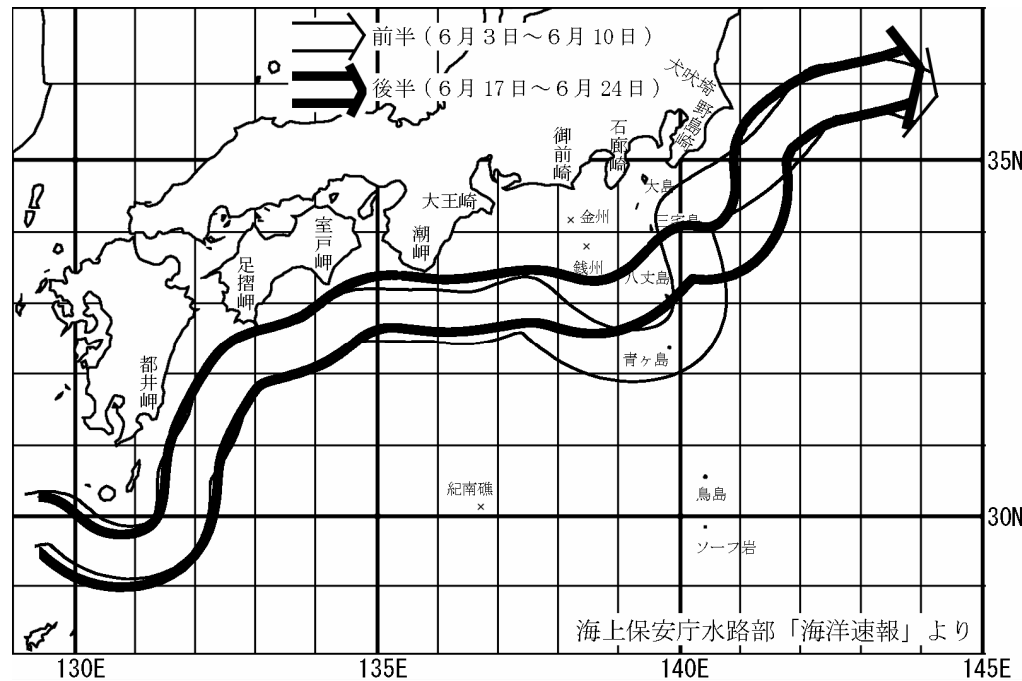 前半(6月3日~6月10日)
後半(6月17日~6月24日)
犬吠埼
野島崎
石廊崎
御前崎
35N
大島
大王崎
金州
三宅島
室戸岬
潮岬
銭州
八丈島
足摺岬
青ヶ島
都井岬
紀南礁
鳥島
30N
ソーフ岩
海上保安庁水路部「海洋速報」より
130E
135E
140E
145E